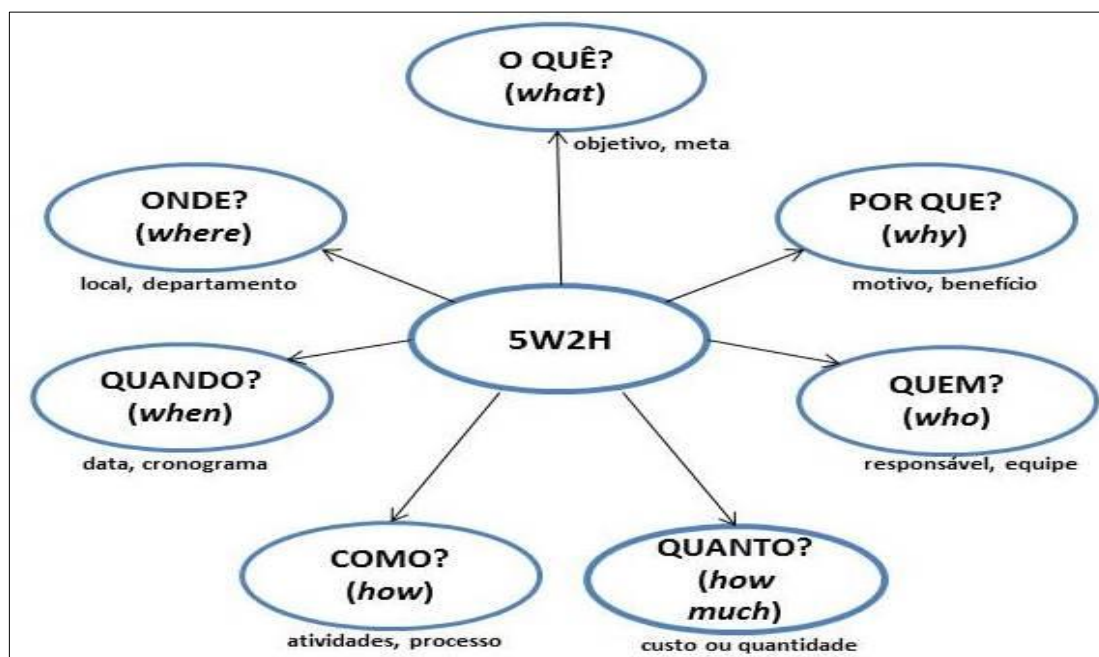 O QUÊ?
(what)
objetivo, meta
ONDE?
(where)
local, departamento
POR QUE?
(why)
motivo, benefício
5W2H
QUANDO?
(when)
data, cronograma
QUEM?
(who)
responsável, equipe
COMO?
(how)
atividades, processo
QUANTO?
(how
much)
custo ou quantidade